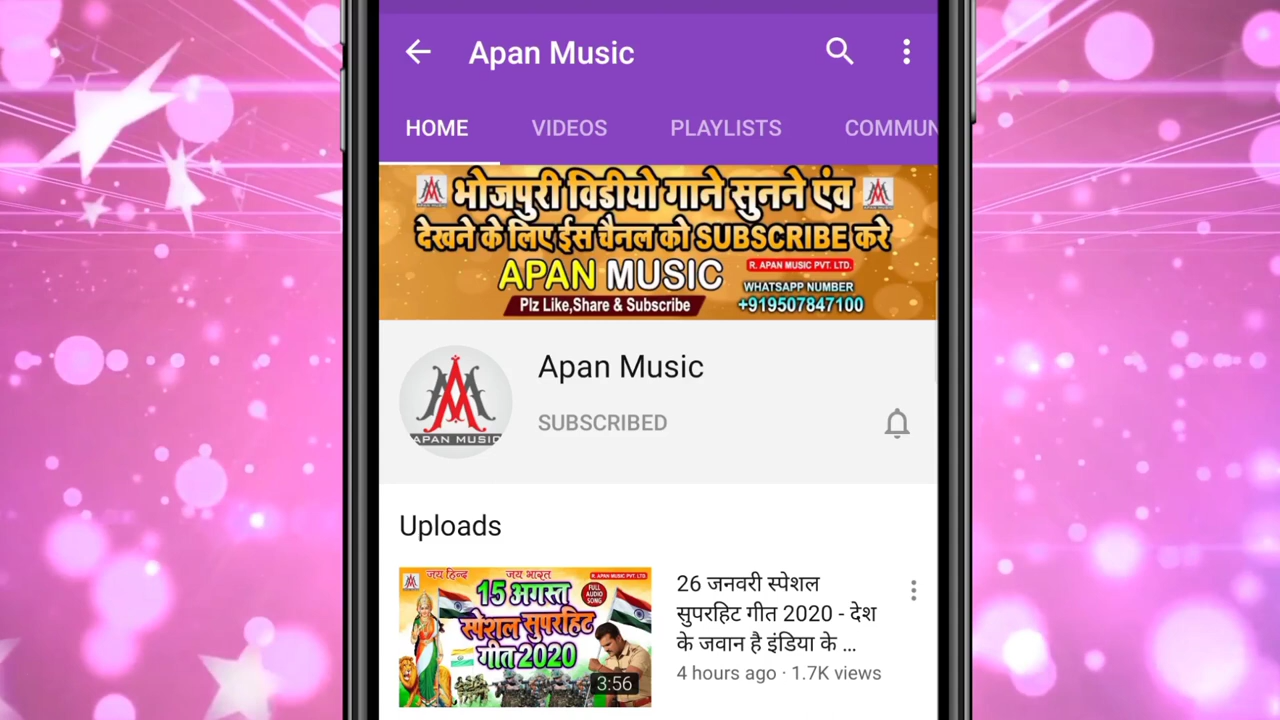 Apan Music
HOME VIDEOS PLAYLISTS COMMUN
भोजपुरी विडीयो गाने सुनने एंव
देखने के लिए ईस चैनल को SUBSCRIBE करे
APAN MUSIC
R. APAN MUSIC PVT. LTD.
WHATSAPP NUMBER
+919507847100
Plz Like,Share & Subscribe
Apan Music
SUBSCRIBED
APAN MUSIC
Uploads
जय हिन्द जय भारत
R. APAN MUSIC PVT. LTD
15 अगस्त
FULL
AUDIO
SONG
स्पेशल सुपरहिट
गीत 2020
3:56
26 जनवरी स्पेशल
सुपरहिट गीत 2020 - देश
के जवान है इंडिया के ...
4 hours ago · 1.7K views